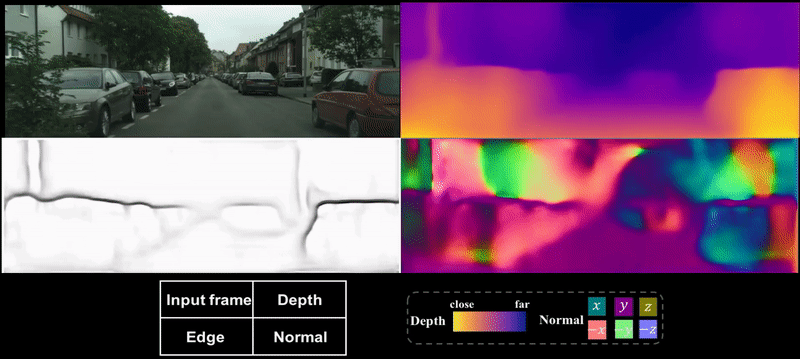 Input frame Depth
Edge Normal
close far
Depth
Normal x y z
−x −y −z